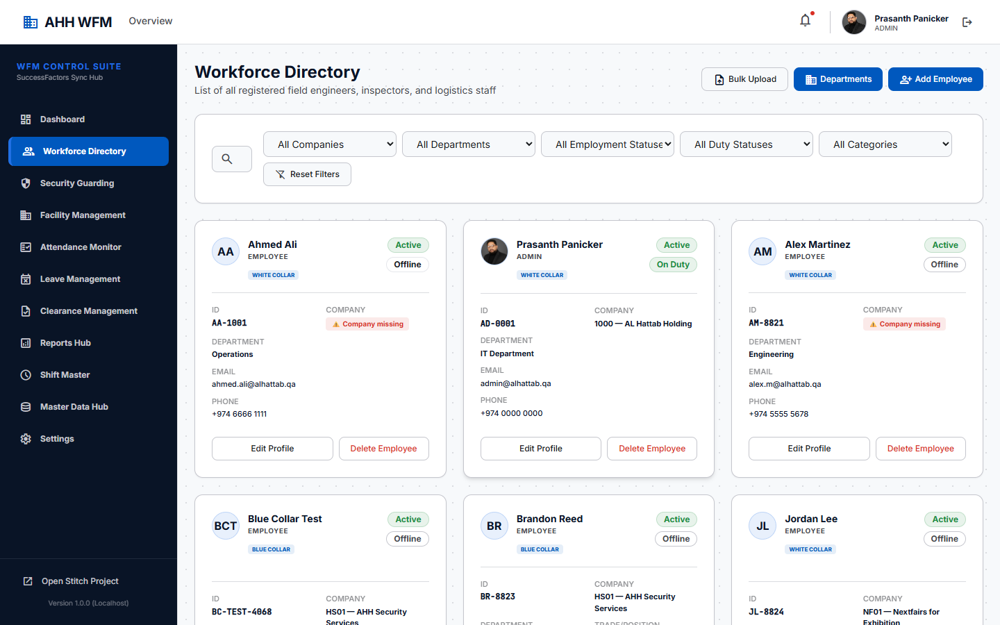 AHH WFM
Overview
Prasanth Panicker
ADMIN
WFM CONTROL SUITE
SuccessFactors Sync Hub
Dashboard
Workforce Directory
Security Guarding
Facility Management
Attendance Monitor
Leave Management
Clearance Management
Reports Hub
Shift Master
Master Data Hub
Settings
Open Stitch Project
Version 1.0.0 (Localhost)
Workforce Directory
List of all registered field engineers, inspectors, and logistics staff
Bulk Upload
Departments
Add Employee
All Companies
All Departments
All Employment Statuse
All Duty Statuses
All Categories
Reset Filters
AA
Ahmed Ali
EMPLOYEE
WHITE COLLAR
Active
Offline
ID
AA-1001
COMPANY
Company missing
DEPARTMENT
Operations
EMAIL
ahmed.ali@alhattab.qa
PHONE
+974 6666 1111
Edit Profile
Delete Employee
Prasanth Panicker
ADMIN
WHITE COLLAR
Active
On Duty
ID
AD-0001
COMPANY
1000 — AL Hattab Holding
DEPARTMENT
IT Department
EMAIL
admin@alhattab.qa
PHONE
+974 0000 0000
Edit Profile
Delete Employee
AM
Alex Martinez
EMPLOYEE
WHITE COLLAR
Active
Offline
ID
AM-8821
COMPANY
Company missing
DEPARTMENT
Engineering
EMAIL
alex.m@alhattab.qa
PHONE
+974 5555 5678
Edit Profile
Delete Employee
BCT
Blue Collar Test
EMPLOYEE
BLUE COLLAR
Active
Offline
ID
BC-TEST-4068
COMPANY
HS01 — AHH Security
Services
BR
Brandon Reed
EMPLOYEE
BLUE COLLAR
Active
Offline
ID
BR-8823
COMPANY
HS01 — AHH Security
Services
DEPARTMENT
TRADE/POSITION
JL
Jordan Lee
EMPLOYEE
WHITE COLLAR
Active
Offline
ID
JL-8824
COMPANY
NF01 — Nextfairs for
Exhibition